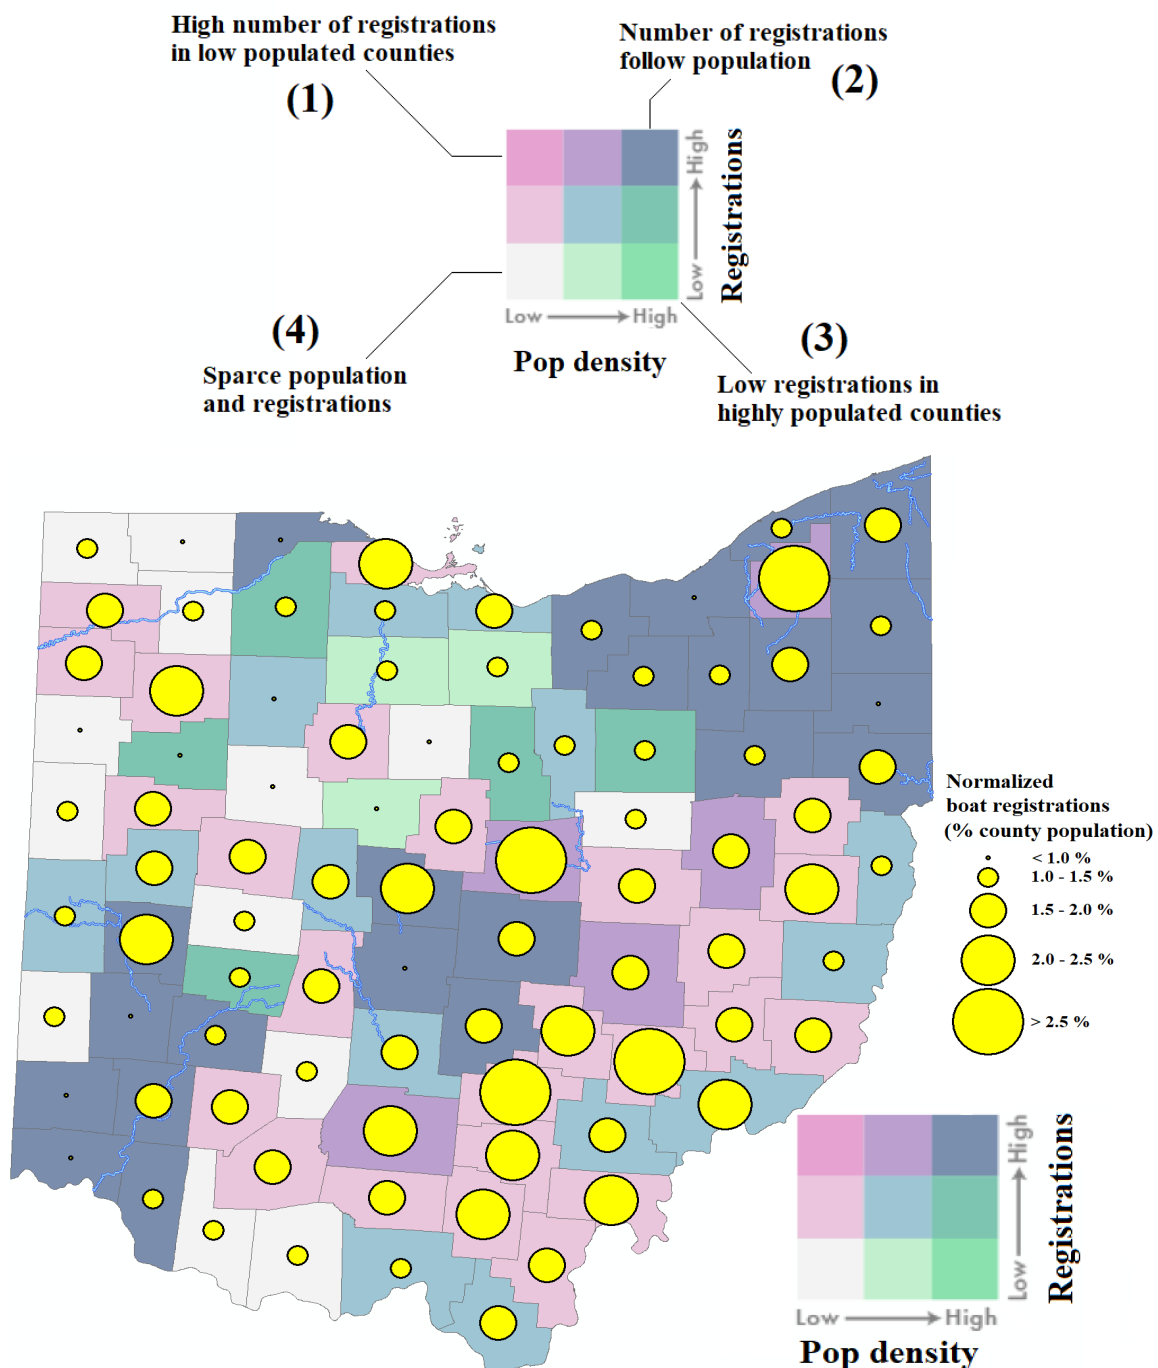 High number of registrations
in low populated counties
(1)
Number of registrations
follow population
(2)
High
Low
Registrations
Low
High
Pop density
(4)
Sparce population
and registrations
(3)
Low registrations in
highly populated counties
Normalized
boat registrations
(% county population)
< 1.0 %
1.0 - 1.5 %
1.5 - 2.0 %
2.0 - 2.5 %
> 2.5 %
High
Low
Registrations
Low
High
Pop density